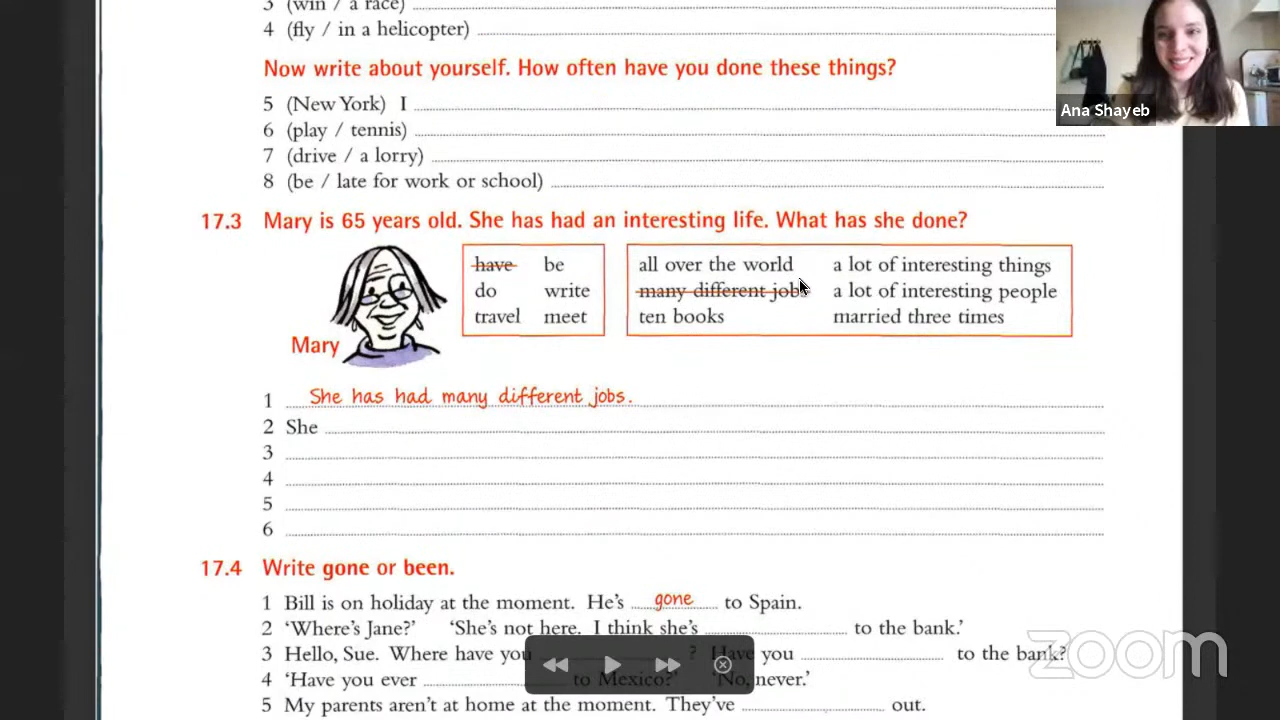 3 (win / a race)
4 (fly / in a helicopter)
Now write about yourself. How often have you done these things?
5 (New York) I
6 (play / tennis)
7 (drive / a lorry)
8 (be / late for work or school)
Ana Shayeb
17.3 Mary is 65 years old. She has had an interesting life. What has she done?
have be
do write
travel meet
all over the world a lot of interesting things
many different jobs a lot of interesting people
ten books married three times
Mary
1 She has had many different jobs.
2 She
3
4
5
6
17.4 Write gone or been.
1 Bill is on holiday at the moment. He's gone to Spain.
2 ‘Where's Jane?’ ‘She's not here. I think she's to the bank.’
3 Hello, Sue. Where have you ? Have you to the bank?
4 ‘Have you ever to Mexico?’ ‘No, never.’
5 My parents aren't at home at the moment. They've out.
zoom